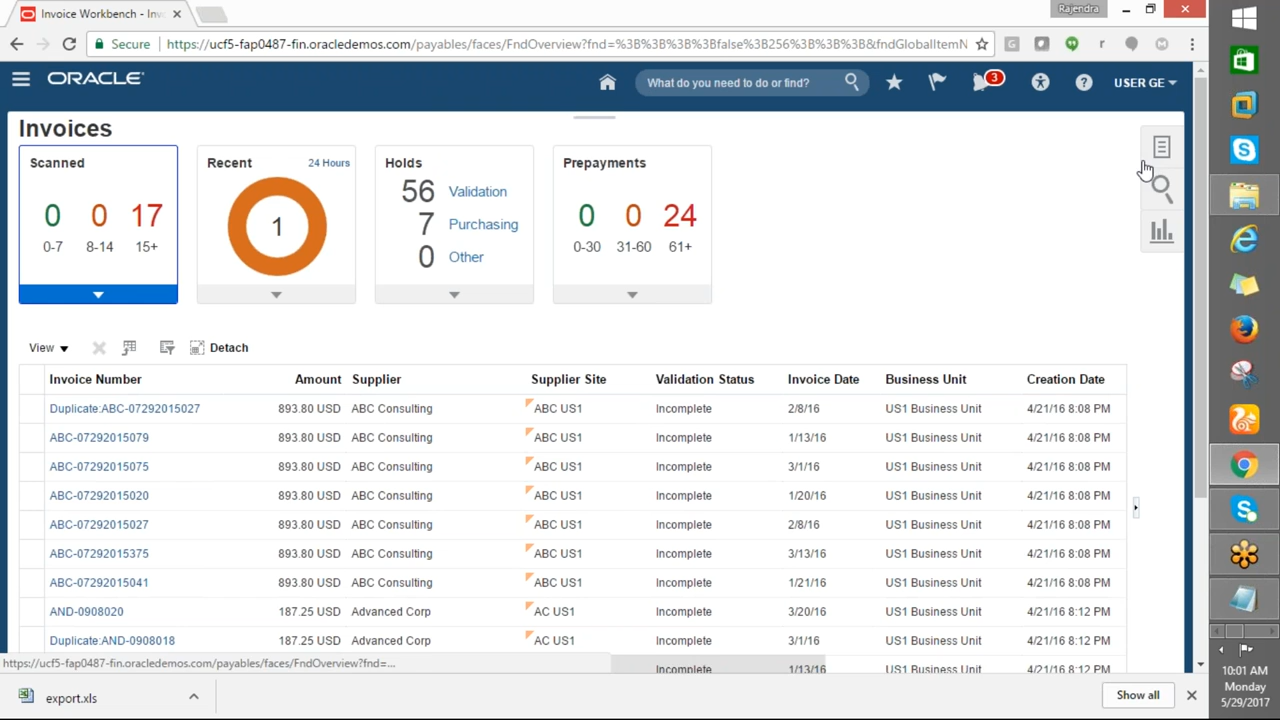 Invoice Workbench - Inv
Rajendra
Secure
https://ucf5-fap0487-fin.oracledemos.com/payables/faces/FndOverview?fnd=%3B%3B%3B%3Bfalse%3B256%3B%3B%3B&fndGlobalItemN
ORACLE
What do you need to do or find?
3
USER GE
Invoices
Scanned
0 0 17
0-7 8-14 15+
Recent 24 Hours
1
Holds
56 Validation
7 Purchasing
0 Other
Prepayments
0 0 24
0-30 31-60 61+
View Detach
Invoice Number Amount Supplier Supplier Site Validation Status Invoice Date Business Unit Creation Date
Duplicate:ABC-07292015027 893.80 USD ABC Consulting ABC US1 Incomplete 2/8/16 US1 Business Unit 4/21/16 8:08 PM
ABC-07292015079 893.80 USD ABC Consulting ABC US1 Incomplete 1/13/16 US1 Business Unit 4/21/16 8:08 PM
ABC-07292015075 893.80 USD ABC Consulting ABC US1 Incomplete 3/1/16 US1 Business Unit 4/21/16 8:08 PM
ABC-07292015020 893.80 USD ABC Consulting ABC US1 Incomplete 1/20/16 US1 Business Unit 4/21/16 8:08 PM
ABC-07292015027 893.80 USD ABC Consulting ABC US1 Incomplete 2/8/16 US1 Business Unit 4/21/16 8:08 PM
ABC-07292015375 893.80 USD ABC Consulting ABC US1 Incomplete 3/13/16 US1 Business Unit 4/21/16 8:08 PM
ABC-07292015041 893.80 USD ABC Consulting ABC US1 Incomplete 1/21/16 US1 Business Unit 4/21/16 8:08 PM
AND-0908020 187.25 USD Advanced Corp AC US1 Incomplete 3/20/16 US1 Business Unit 4/21/16 8:12 PM
Duplicate:AND-0908018 187.25 USD Advanced Corp AC US1 Incomplete 3/1/16 US1 Business Unit 4/21/16 8:12 PM
Incomplete 1/13/16 US1 Business Unit 4/21/16 8:12 PM
https://ucf5-fap0487-fin.oracledemos.com/payables/faces/FndOverview?fnd=...
export.xls
Show all
10:01 AM
Monday
5/29/2017